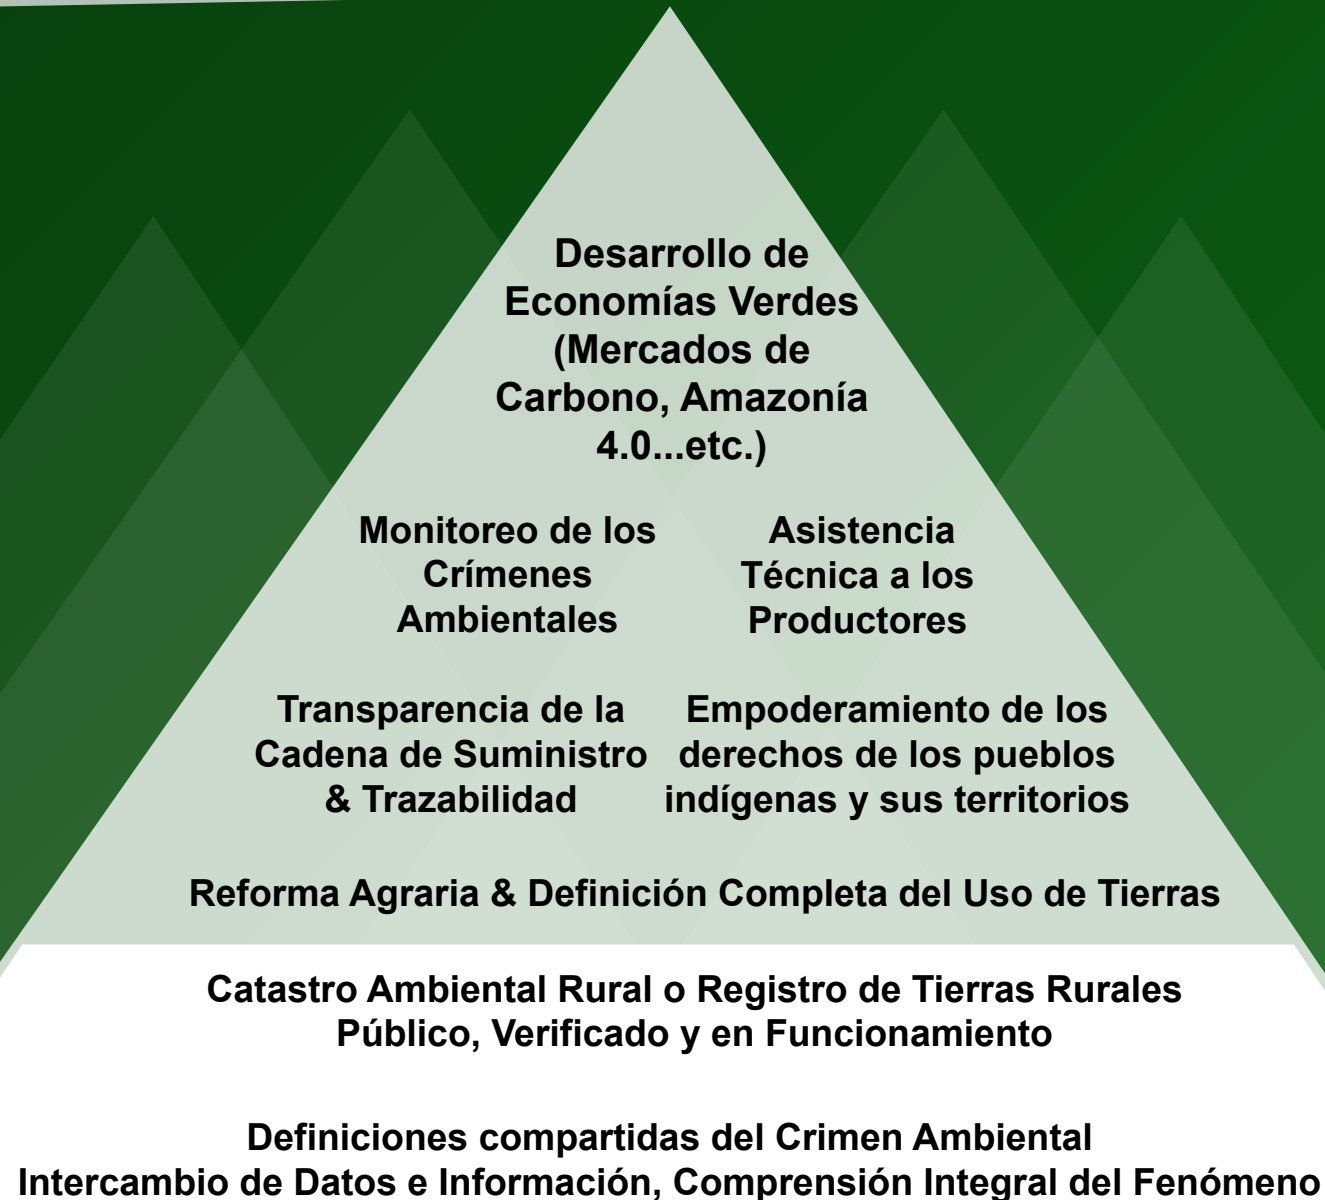 Desarrollo de
Economías Verdes
(Mercados de
Carbono, Amazonía
4.0...etc.)
Monitoreo de los
Crímenes
Ambientales
Asistencia
Técnica a los
Productores
Transparencia de la
Cadena de Suministro
& Trazabilidad
Empoderamiento de los
derechos de los pueblos
indígenas y sus territorios
Reforma Agraria & Definición Completa del Uso de Tierras
Catastro Ambiental Rural o Registro de Tierras Rurales
Público, Verificado y en Funcionamiento
Definiciones compartidas del Crimen Ambiental
Intercambio de Datos e Información, Comprensión Integral del Fenómeno